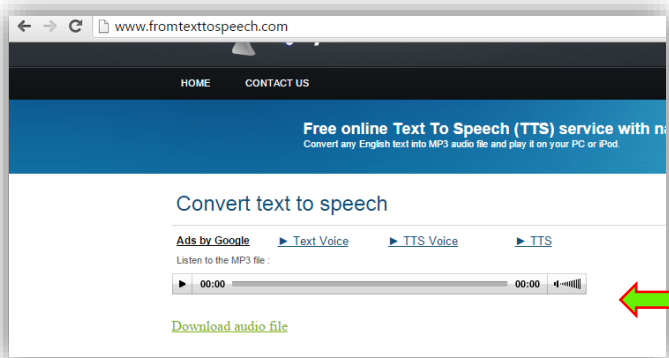 www.fromtexttospeech.com
HOME CONTACT US
Free online Text To Speech (TTS) service with
Convert any English text into MP3 audio file and play it on your PC or iPod.
Convert text to speech
Ads by Google ► Text Voice ► TTS Voice ► TTS
Listen to the MP3 file :
00:00 00:00
Download audio file